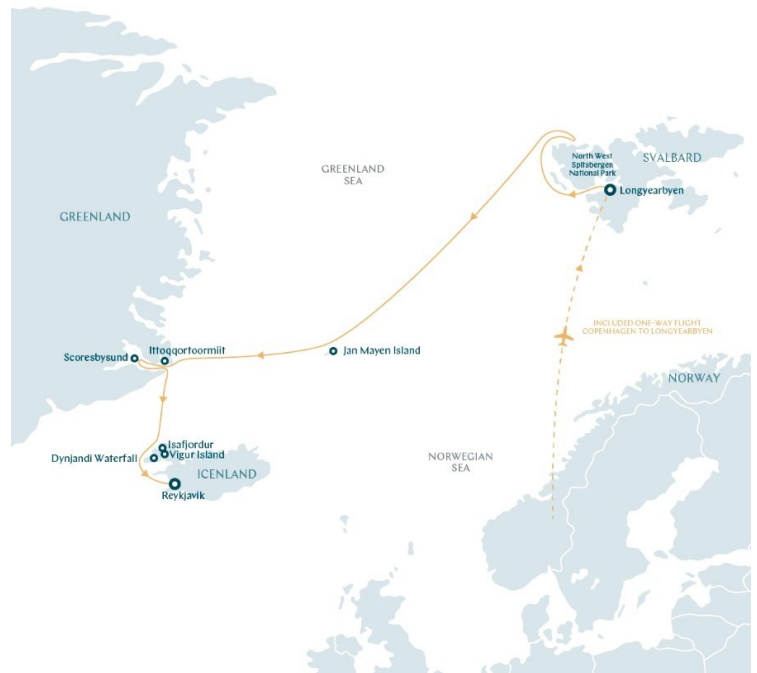 North West
Spitsbergen
National Park
SVALBARD
Longyearbyen
GREENLAND
SEA
GREENLAND
INCLUDED ONE-WAY FLIGHT
COPENHAGEN TO LONGYEARBYEN
Ittoqqortoormiit
Scoresbysund
Jan Mayen Island
NORWAY
Isafjordur
Vigur Island
Dynjandi Waterfall
NORWEGIAN
SEA
ICENLAND
Reykjavik